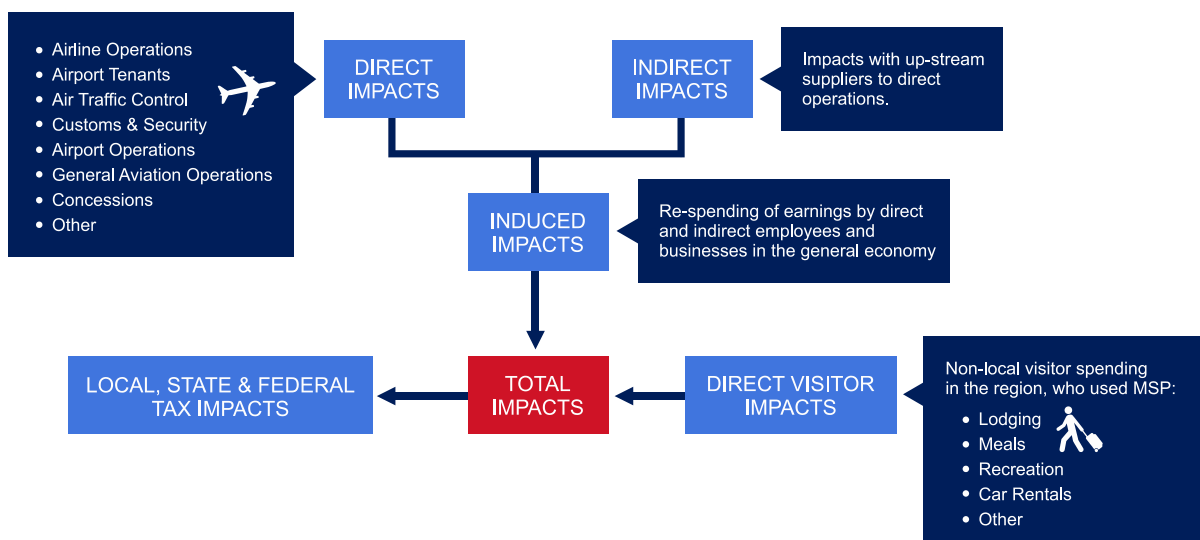 • Airline Operations
• Airport Tenants
• Air Traffic Control
• Customs & Security
• Airport Operations
• General Aviation Operations
• Concessions
• Other
DIRECT
IMPACTS
INDIRECT
IMPACTS
Impacts with up-stream
suppliers to direct
operations.
INDUCED
IMPACTS
Re-spending of earnings by direct
and indirect employees and
businesses in the general economy
LOCAL, STATE & FEDERAL
TAX IMPACTS
TOTAL
IMPACTS
DIRECT VISITOR
IMPACTS
Non-local visitor spending
in the region, who used MSP:
• Lodging
• Meals
• Recreation
• Car Rentals
• Other